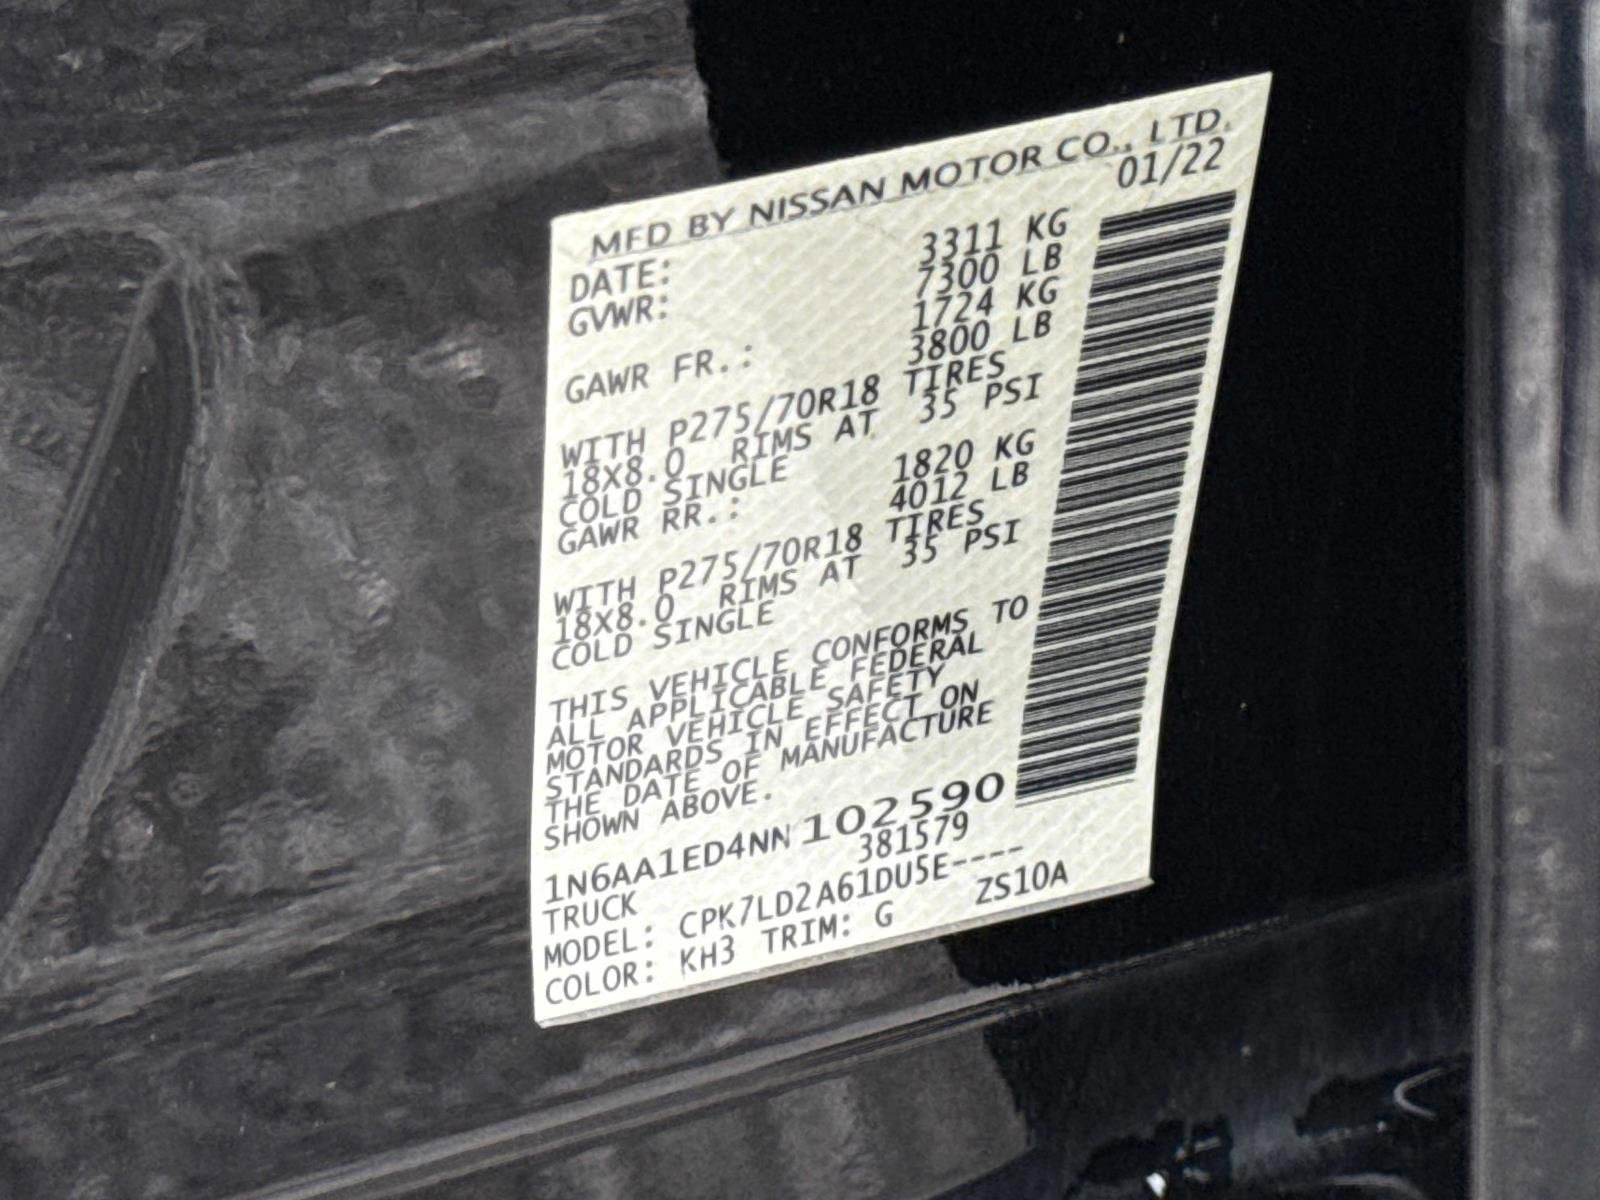 MFD BY NISSAN MOTOR CO., LTD.
DATE: 01/22
GVWR: 3311 KG
7300 LB
GAWR FR.: 1724 KG
3800 LB
WITH P275/70R18 TIRES
18X8.0 RIMS AT 35 PSI
COLD SINGLE
GAWR RR.: 1820 KG
4012 LB
WITH P275/70R18 TIRES
18X8.0 RIMS AT 35 PSI
COLD SINGLE
THIS VEHICLE CONFORMS TO
ALL APPLICABLE FEDERAL
MOTOR VEHICLE SAFETY
STANDARDS IN EFFECT ON
THE DATE OF MANUFACTURE
SHOWN ABOVE.
1N6AA1ED4NN102590
TRUCK 381579
MODEL: CPK7LD2A61DU5E----
COLOR: KH3 TRIM: G ZS10A